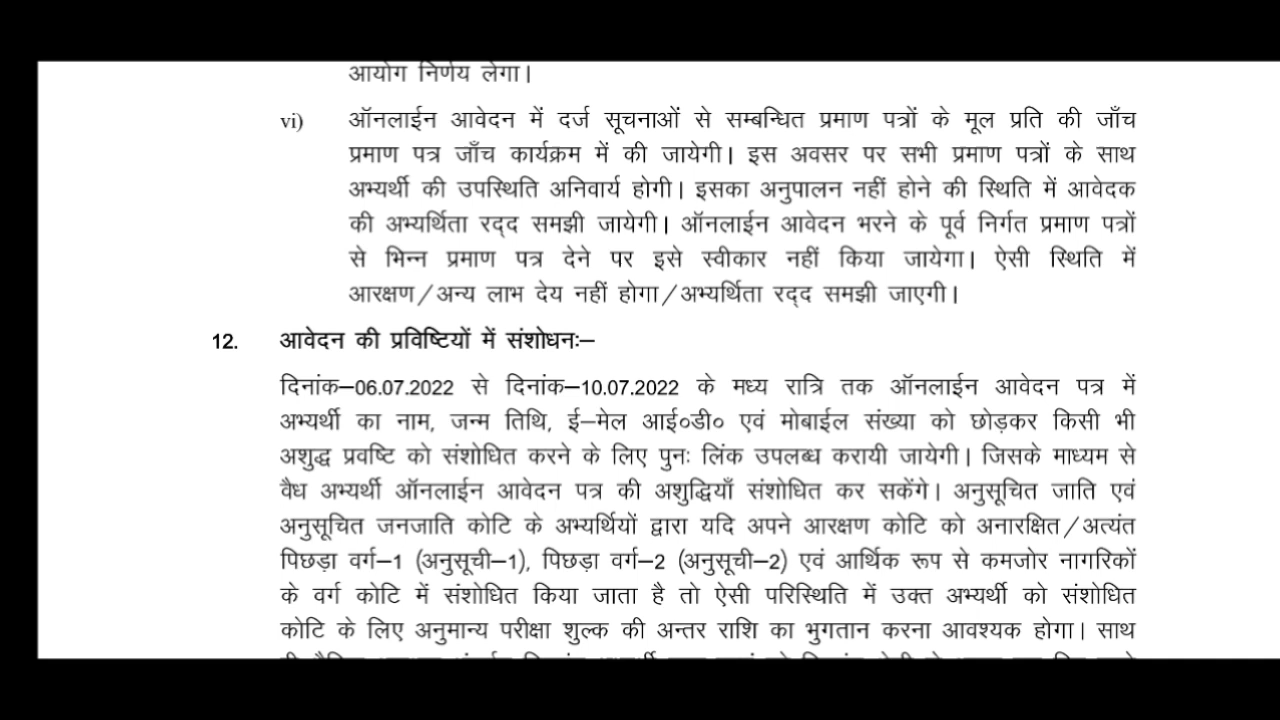 आयोग निर्णय लेगा।
vi) ऑनलाईन आवेदन में दर्ज सूचनाओं से सम्बन्धित प्रमाण पत्रों के मूल प्रति की जाँच
प्रमाण पत्र जाँच कार्यक्रम में की जायेगी। इस अवसर पर सभी प्रमाण पत्रों के साथ
अभ्यर्थी की उपस्थिति अनिवार्य होगी। इसका अनुपालन नहीं होने की स्थिति में आवेदक
की अभ्यर्थिता रद्द समझी जायेगी। ऑनलाईन आवेदन भरने के पूर्व निर्गत प्रमाण पत्रों
से भिन्न प्रमाण पत्र देने पर इसे स्वीकार नहीं किया जायेगा। ऐसी स्थिति में
आरक्षण/अन्य लाभ देय नहीं होगा/अभ्यर्थिता रद्द समझी जाएगी।
12. आवेदन की प्रविष्टियों में संशोधनः–
दिनांक–06.07.2022 से दिनांक–10.07.2022 के मध्य रात्रि तक ऑनलाईन आवेदन पत्र में
अभ्यर्थी का नाम, जन्म तिथि, ई–मेल आई०डी० एवं मोबाईल संख्या को छोड़कर किसी भी
अशुद्ध प्रवष्टि को संशोधित करने के लिए पुनः लिंक उपलब्ध करायी जायेगी। जिसके माध्यम से
वैध अभ्यर्थी ऑनलाईन आवेदन पत्र की अशुद्धियाँ संशोधित कर सकेंगे। अनुसूचित जाति एवं
अनुसूचित जनजाति कोटि के अभ्यर्थियों द्वारा यदि अपने आरक्षण कोटि को अनारक्षित/अत्यंत
पिछड़ा वर्ग–1 (अनुसूची–1), पिछड़ा वर्ग–2 (अनुसूची–2) एवं आर्थिक रूप से कमजोर नागरिकों
के वर्ग कोटि में संशोधित किया जाता है तो ऐसी परिस्थिति में उक्त अभ्यर्थी को संशोधित
कोटि के लिए अनुमान्य परीक्षा शुल्क की अन्तर राशि का भुगतान करना आवश्यक होगा। साथ